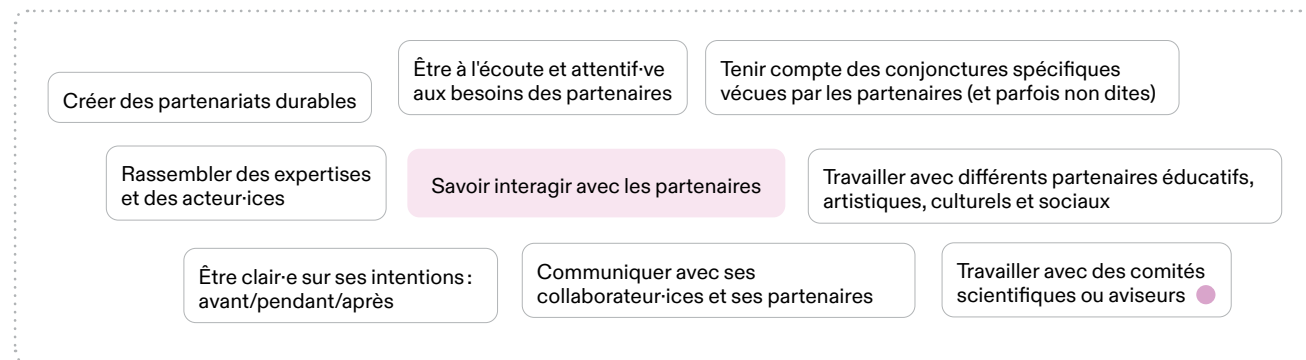 Créer des partenariats durables
Être à l'écoute et attentif·ve
aux besoins des partenaires
Tenir compte des conjonctures spécifiques
vécues par les partenaires (et parfois non dites)
Rassembler des expertises
et des acteur·ices
Savoir interagir avec les partenaires
Travailler avec différents partenaires éducatifs,
artistiques, culturels et sociaux
Être clair·e sur ses intentions :
avant/pendant/après
Communiquer avec ses
collaborateur·ices et ses partenaires
Travailler avec des comités
scientifiques ou aviseurs